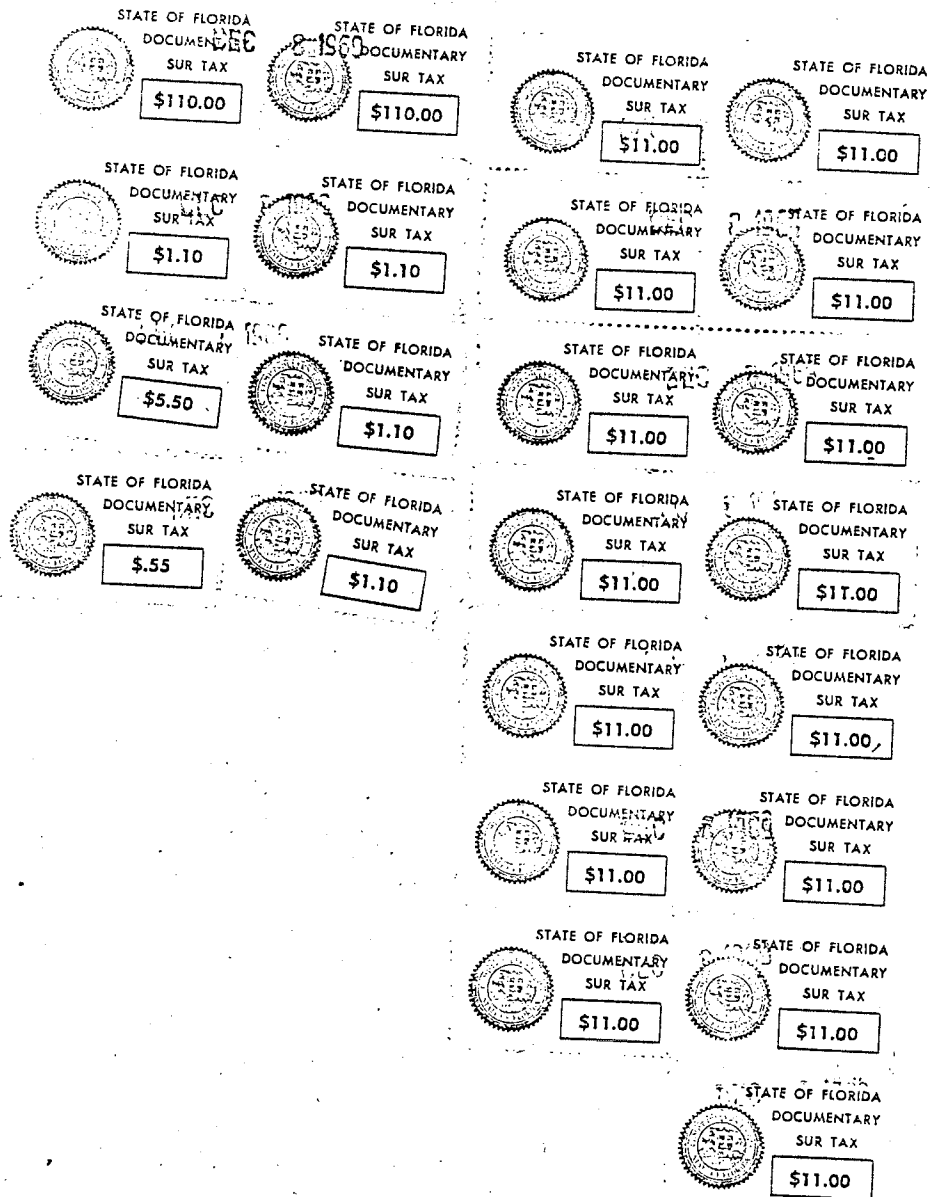 STATE OF FLORIDA
DOCUMENTARY
SUR TAX
$110.00
STATE OF FLORIDA
DOCUMENTARY
SUR TAX
$110.00
STATE OF FLORIDA
DOCUMENTARY
SUR TAX
$1.10
STATE OF FLORIDA
DOCUMENTARY
SUR TAX
$1.10
STATE OF FLORIDA
DOCUMENTARY
SUR TAX
$5.50
STATE OF FLORIDA
DOCUMENTARY
SUR TAX
$1.10
STATE OF FLORIDA
DOCUMENTARY
SUR TAX
$.55
STATE OF FLORIDA
DOCUMENTARY
SUR TAX
$1.10
STATE OF FLORIDA
DOCUMENTARY
SUR TAX
$11.00
STATE OF FLORIDA
DOCUMENTARY
SUR TAX
$11.00
STATE OF FLORIDA
DOCUMENTARY
SUR TAX
$11.00
STATE OF FLORIDA
DOCUMENTARY
SUR TAX
$11.00
STATE OF FLORIDA
DOCUMENTARY
SUR TAX
$11.00
STATE OF FLORIDA
DOCUMENTARY
SUR TAX
$11.00
STATE OF FLORIDA
DOCUMENTARY
SUR TAX
$11.00
STATE OF FLORIDA
DOCUMENTARY
SUR TAX
$11.00
STATE OF FLORIDA
DOCUMENTARY
SUR TAX
$11.00
STATE OF FLORIDA
DOCUMENTARY
SUR TAX
$11.00
STATE OF FLORIDA
DOCUMENTARY
SUR TAX
$11.00
STATE OF FLORIDA
DOCUMENTARY
SUR TAX
$11.00
STATE OF FLORIDA
DOCUMENTARY
SUR TAX
$11.00
STATE OF FLORIDA
DOCUMENTARY
SUR TAX
$11.00
STATE OF FLORIDA
DOCUMENTARY
SUR TAX
$11.00